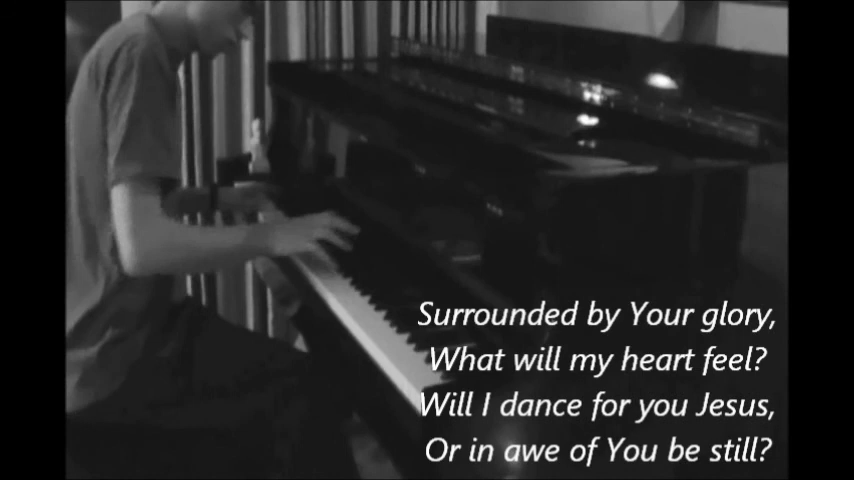 Surrounded by Your glory,
What will my heart feel?
Will I dance for you Jesus,
Or in awe of You be still?